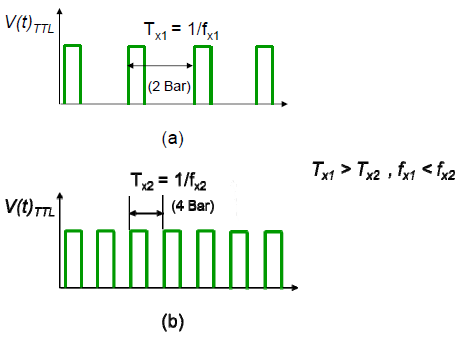 V(t)TTL
Tx1 = 1/fx1
(2 Bar)
(a)
Tx1 > Tx2 , fx1 < fx2
Tx2 = 1/fx2
(4 Bar)
V(t)TTL
(b)